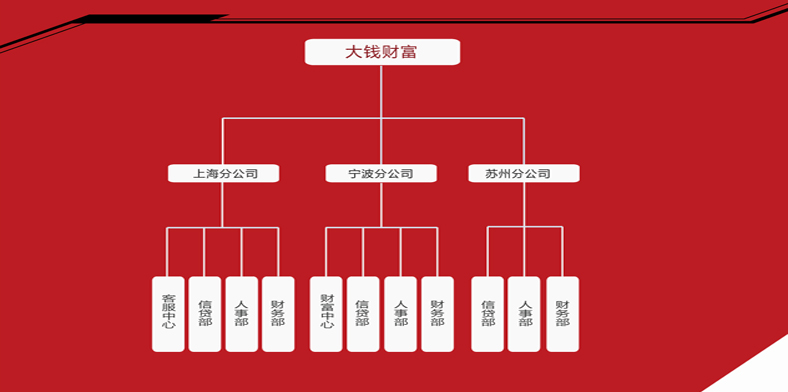 大钱财富
上海分公司
宁波分公司
苏州分公司
客服中心
信贷部
人事部
财务部
财富中心
信贷部
人事部
财务部
信贷部
人事部
财务部